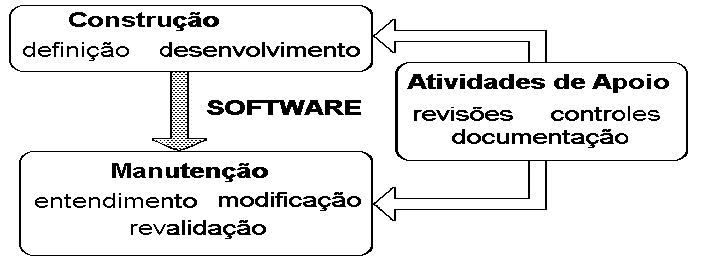 Construção
definição desenvolvimento
SOFTWARE
Manutenção
entendimento modificação
revalidação
Atividades de Apoio
revisões controles
documentação